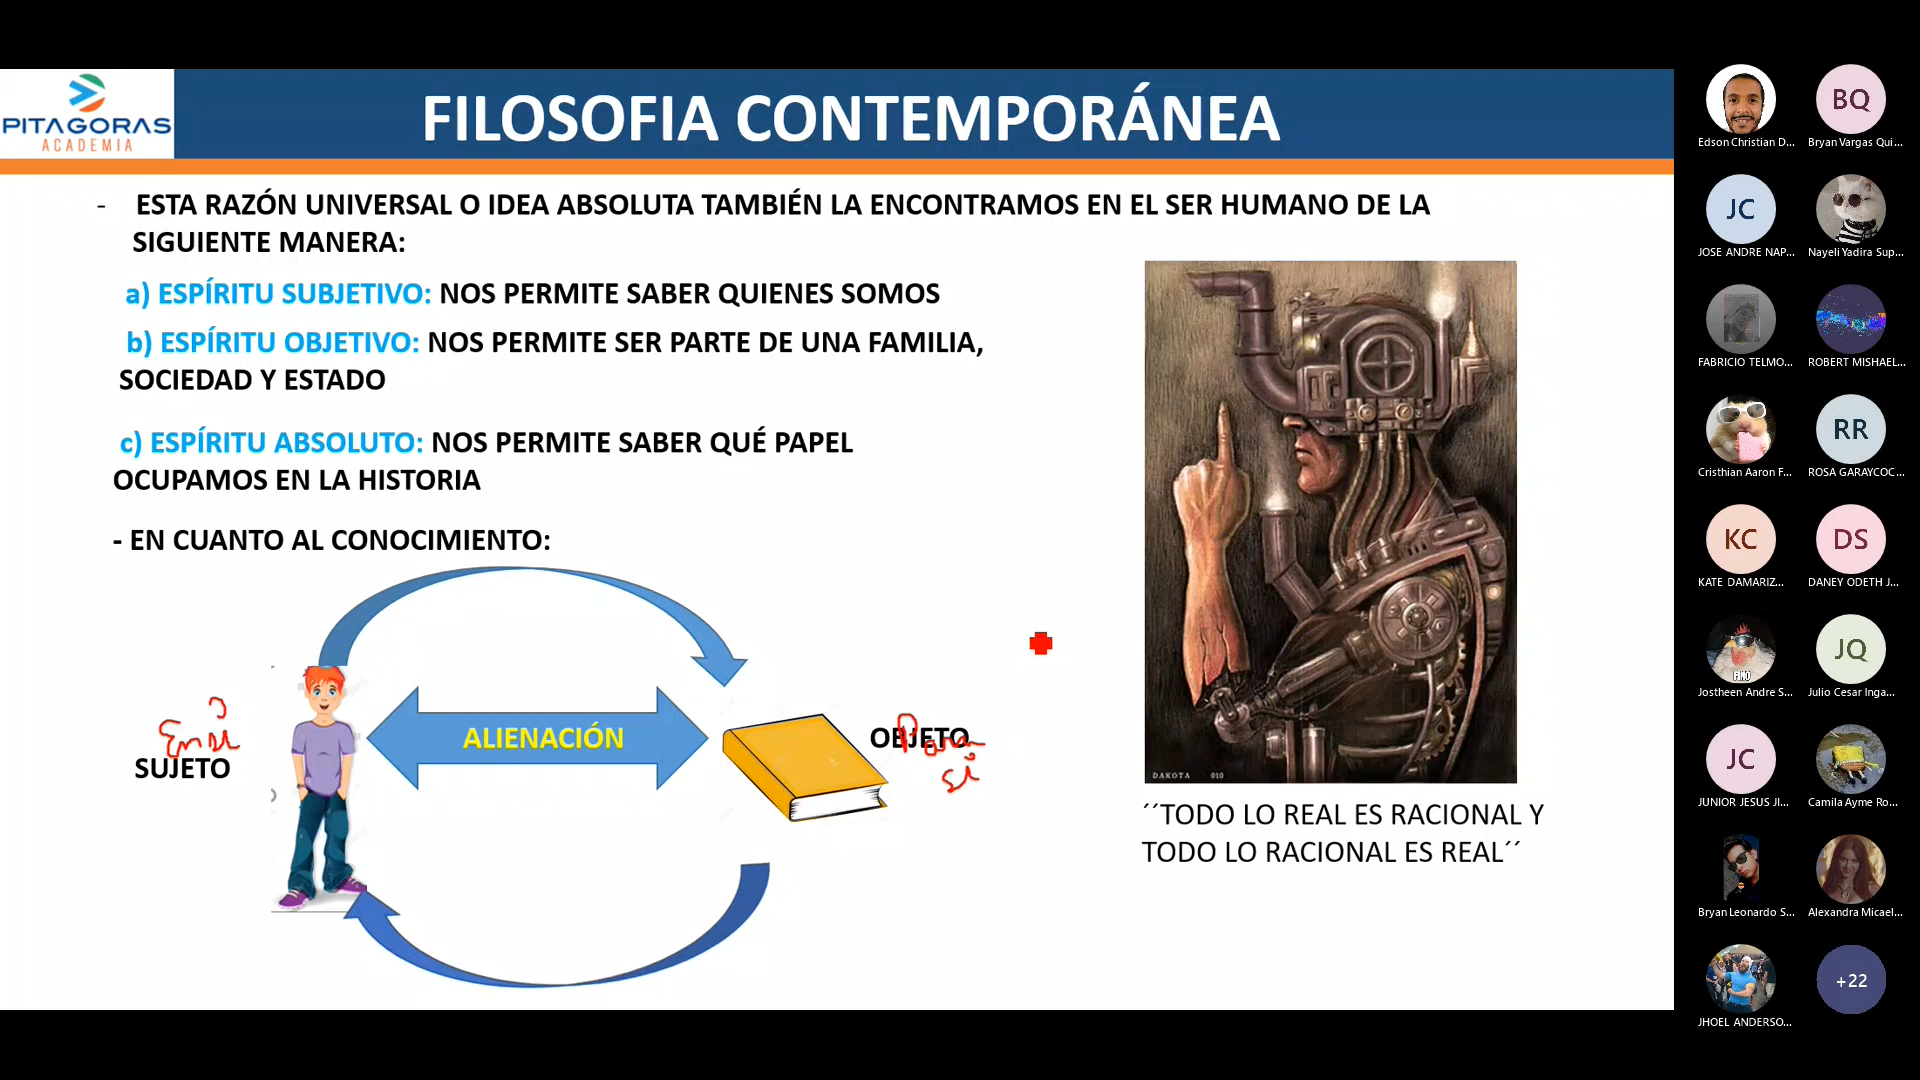 PITAGORAS
ACADEMIA
FILOSOFIA CONTEMPORÁNEA
- ESTA RAZÓN UNIVERSAL O IDEA ABSOLUTA TAMBIÉN LA ENCONTRAMOS EN EL SER HUMANO DE LA
SIGUIENTE MANERA:
a) ESPÍRITU SUBJETIVO: NOS PERMITE SABER QUIENES SOMOS
b) ESPÍRITU OBJETIVO: NOS PERMITE SER PARTE DE UNA FAMILIA,
SOCIEDAD Y ESTADO
c) ESPÍRITU ABSOLUTO: NOS PERMITE SABER QUÉ PAPEL
OCUPAMOS EN LA HISTORIA
- EN CUANTO AL CONOCIMIENTO:
En sí
SUJETO
ALIENACIÓN
OBJETO
Para
sí
DAKOTA 010
´´TODO LO REAL ES RACIONAL Y
TODO LO RACIONAL ES REAL´´
Edson Christian D...
BQ
Bryan Vargas Qui...
JC
JOSE ANDRE NAP...
Nayeli Yadira Sup...
FABRICIO TELMO...
ROBERT MISHAEL...
Cristhian Aaron F...
RR
ROSA GARAYCOC...
KC
KATE DAMARIZ...
DS
DANEY ODETH J...
FINO
Jostheen Andre S...
JQ
Julio Cesar Inga...
JC
JUNIOR JESUS JI...
Camila Ayme Ro...
Bryan Leonardo S...
Alexandra Micael...
JHOEL ANDERSO...
+22